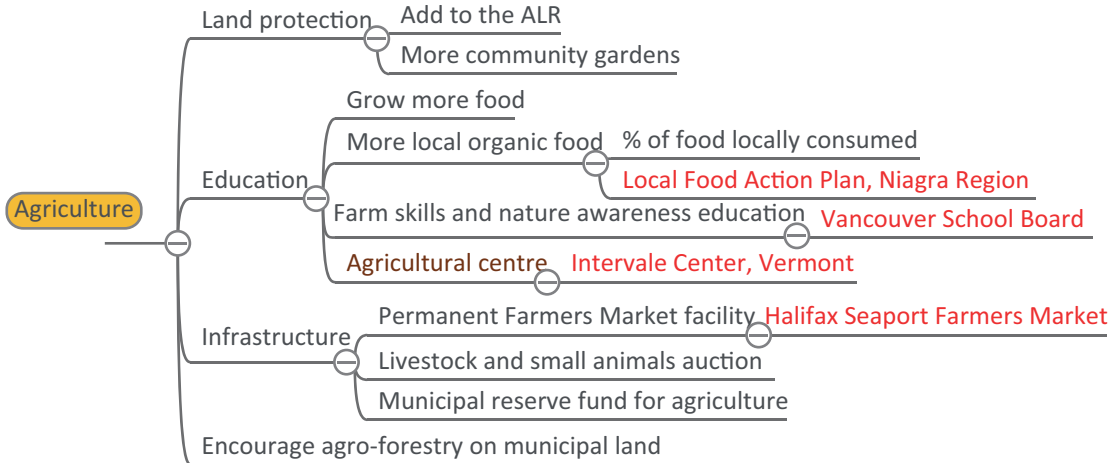 Agriculture
Land protection
Add to the ALR
More community gardens
Education
Grow more food
More local organic food
% of food locally consumed
Local Food Action Plan, Niagra Region
Farm skills and nature awareness education
Vancouver School Board
Agricultural centre
Intervale Center, Vermont
Infrastructure
Permanent Farmers Market facility
Halifax Seaport Farmers Market
Livestock and small animals auction
Municipal reserve fund for agriculture
Encourage agro-forestry on municipal land